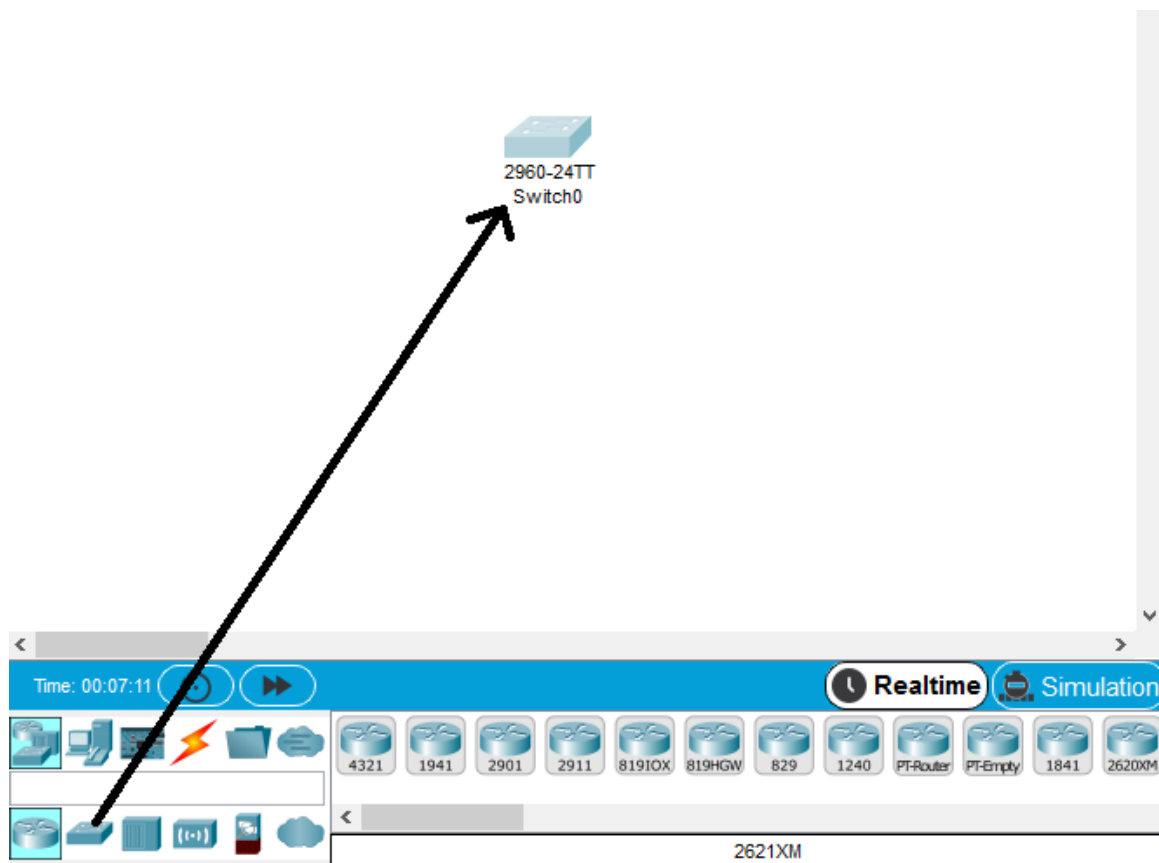 2960-24TT
Switch0
Time: 00:07:11
Realtime
Simulation
4321
1941
2901
2911
819IOX
819HGW
829
1240
PT-Router
PT-Empty
1841
2620XM
2621XM